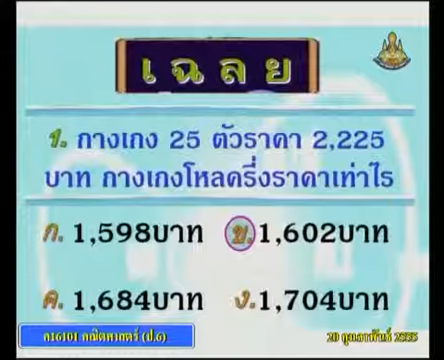 เฉลย
1. กางเกง 25 ตัวราคา 2,225
บาท กางเกงโหลครึ่งราคาเท่าไร
ก. 1,598บาท ข. 1,602บาท
ค. 1,684บาท ง. 1,704บาท
ค16101 คณิตศาสตร์ (ป.6) 20 กุมภาพันธ์ 2555